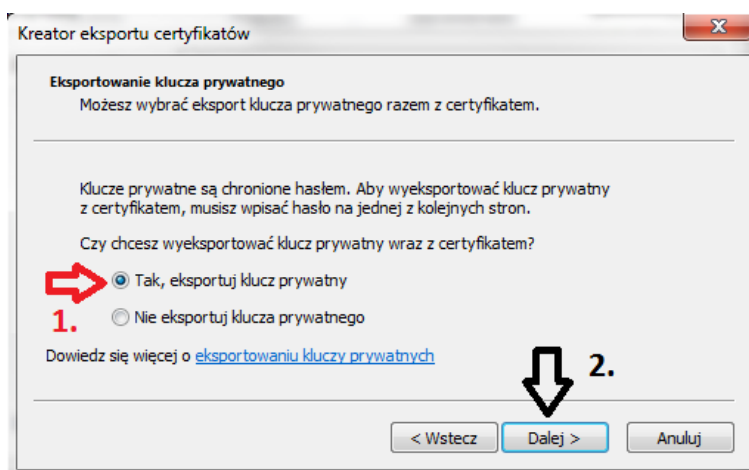 Kreator eksportu certyfikatów
X
Eksportowanie klucza prywatnego
Możesz wybrać eksport klucza prywatnego razem z certyfikatem.
Klucze prywatne są chronione hasłem. Aby wyeksportować klucz prywatny
z certyfikatem, musisz wpisać hasło na jednej z kolejnych stron.
Czy chcesz wyeksportować klucz prywatny wraz z certyfikatem?
Tak, eksportuj klucz prywatny
1.
Nie eksportuj klucza prywatnego
Dowiedz się więcej o eksportowaniu kluczy prywatnych
2.
< Wstecz
Dalej >
Anuluj